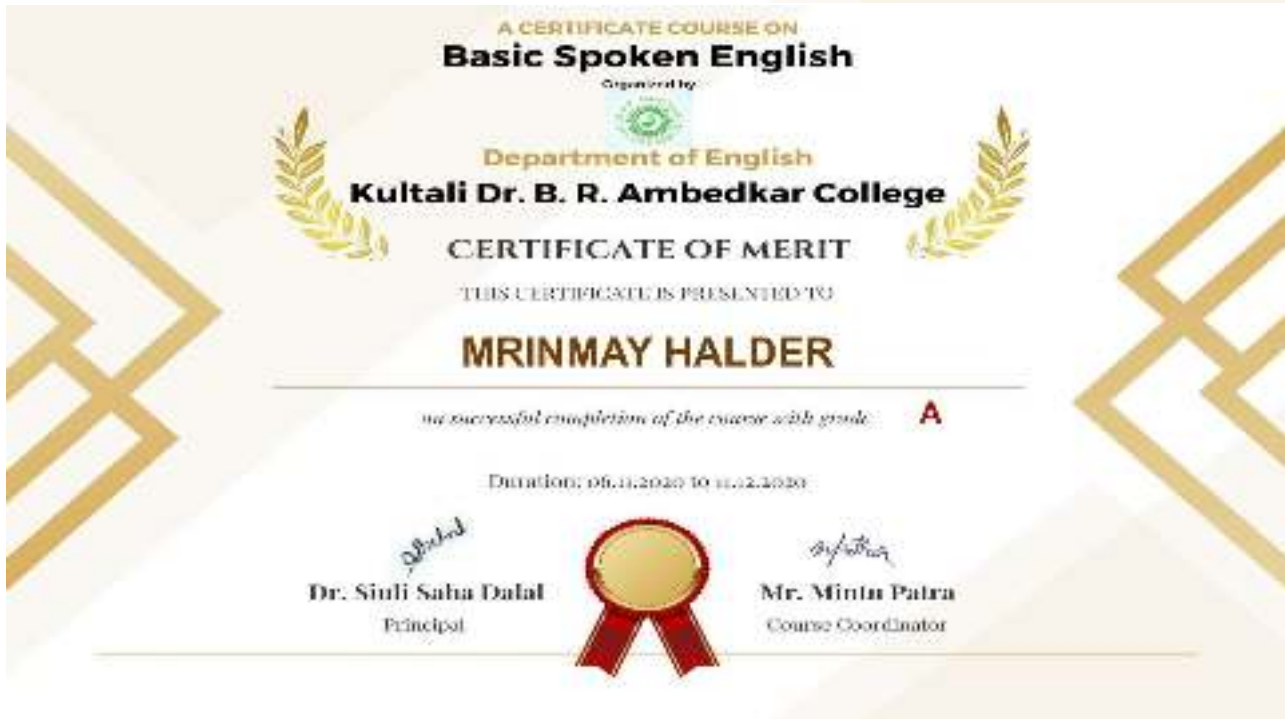 A CERTIFICATE COURSE ON
Basic Spoken English
Organized by
Department of English
Kultali Dr. B. R. Ambedkar College
CERTIFICATE OF MERIT
THIS CERTIFICATE IS PRESENTED TO
MRINMAY HALDER
on successful completion of the course with grade A
Duration: 06.11.2020 to 11.12.2020
Dr. Siuli Saha Dalal Mr. Mintu Patra
Principal Course Coordinator